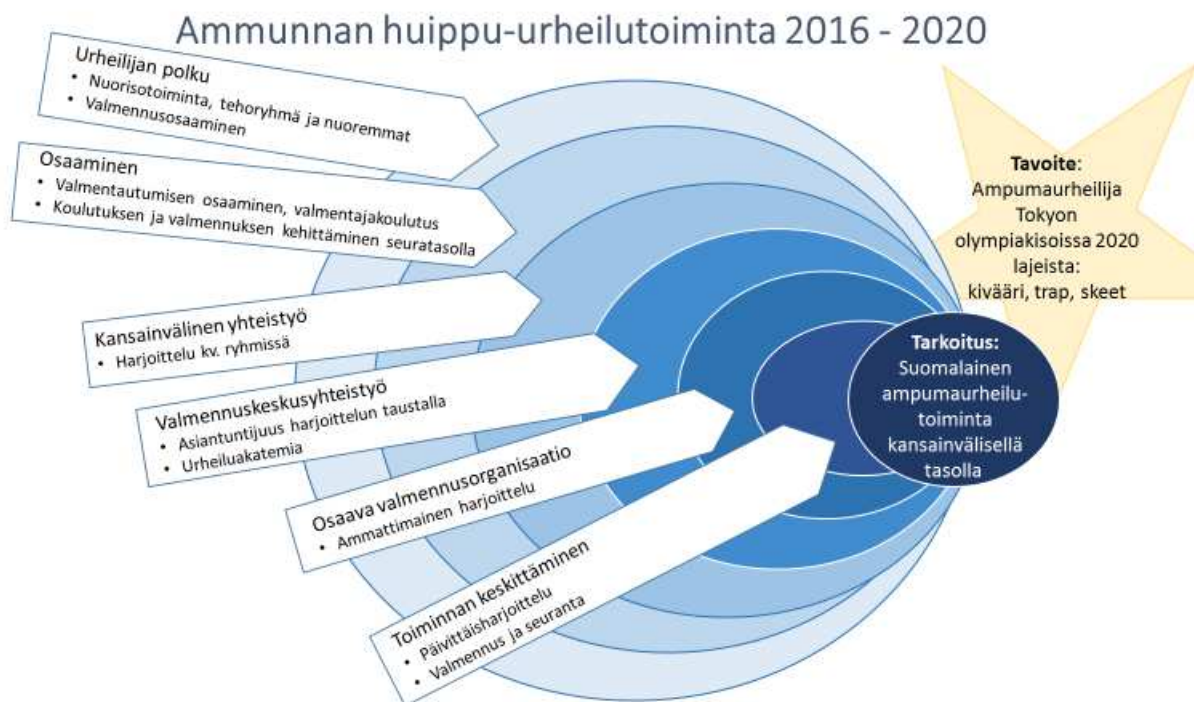 Ammunnan huippu-urheilutoiminta 2016 - 2020
Urheilijan polku
• Nuorisotoiminta, tehoryhmä ja nuoremmat
• Valmennusosaaminen
Osaaminen
• Valmentautumisen osaaminen, valmentajakoulutus
• Koulutuksen ja valmennuksen kehittäminen seuratasolla
Kansainvälinen yhteistyö
• Harjoittelu kv. ryhmissä
Valmennuskeskusyhteistyö
• Asiantuntijuus harjoittelun taustalla
• Urheiluakatemia
Osaava valmennusorganisaatio
• Ammattimainen harjoittelu
Toiminnan keskittäminen
• Päivittäisharjoittelu
• Valmennus ja seuranta
Tavoite:
Ampumaurheilija
Tokyon
olympiakisoissa 2020
lajeista:
kivääri, trap, skeet
Tarkoitus:
Suomalainen
ampumaurheilu-
toiminta
kansainvälisellä
tasolla